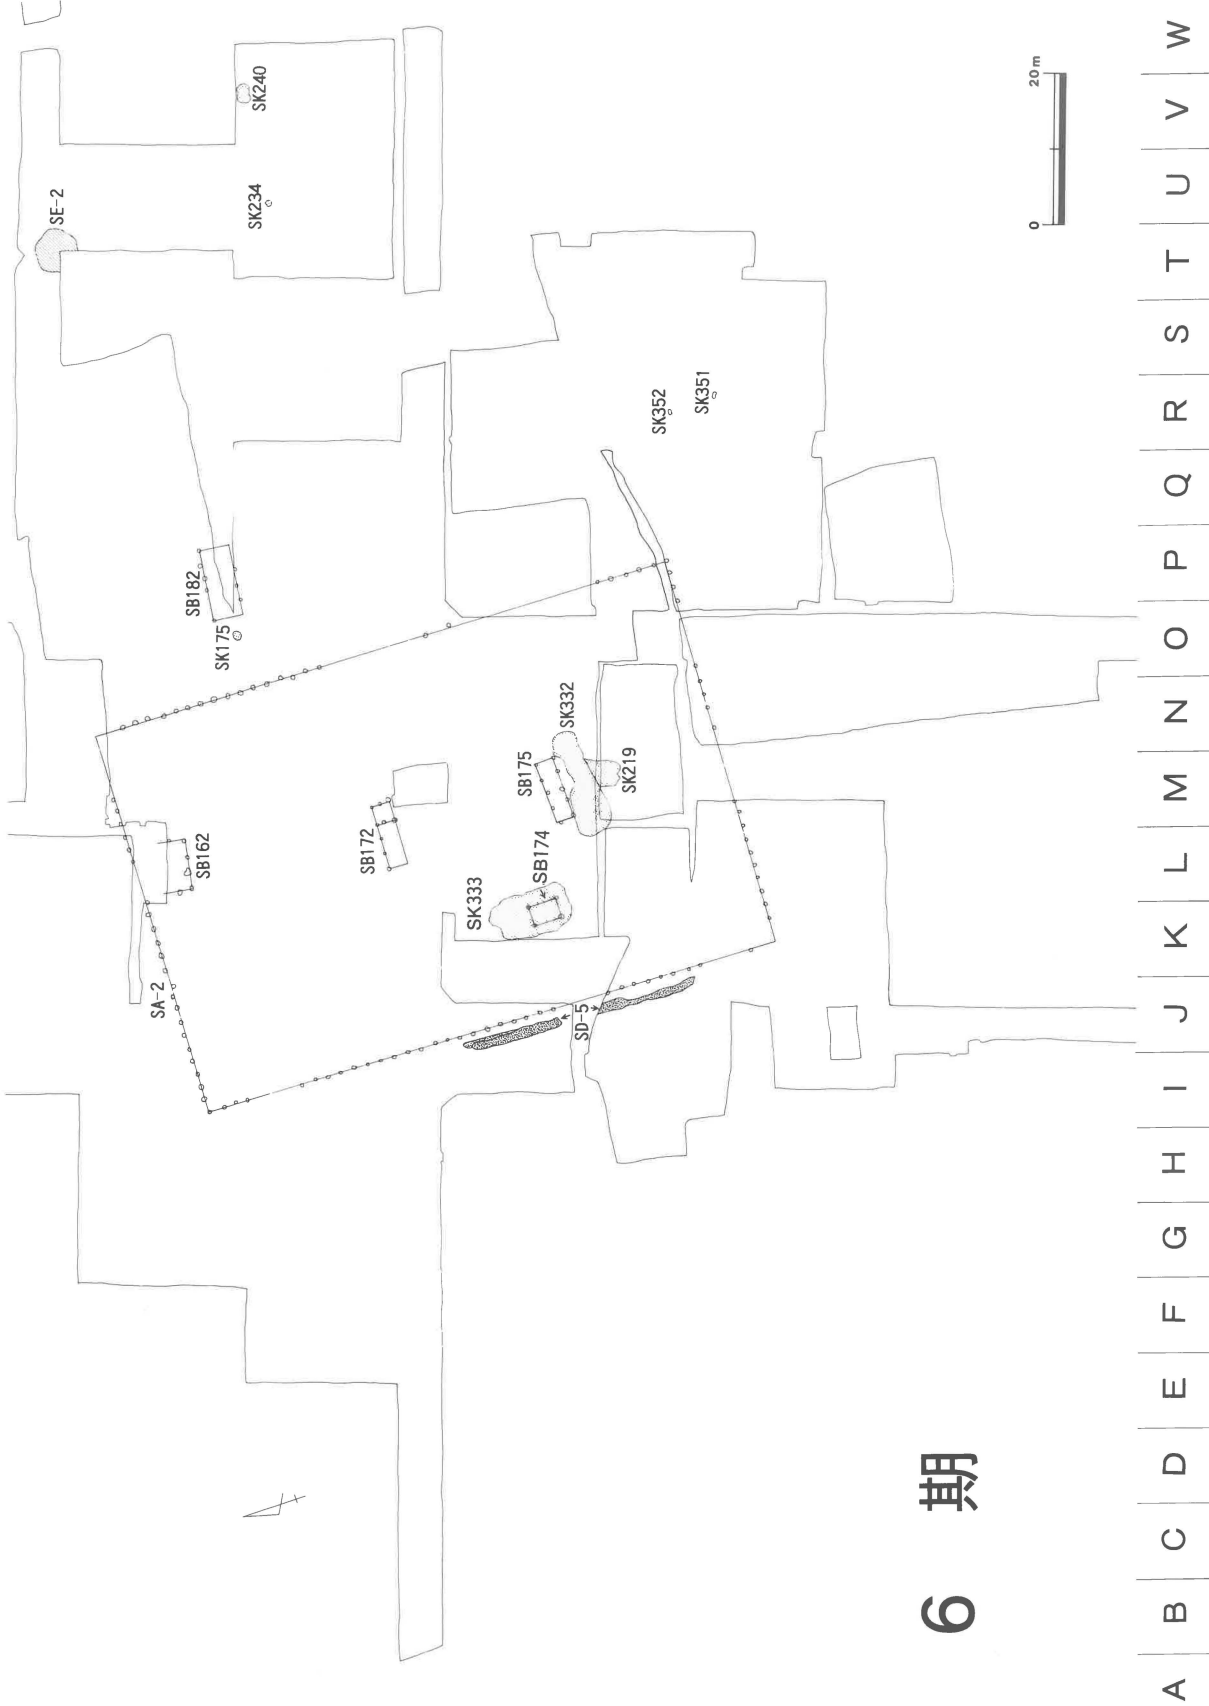 SK240
SE-2
SK234
20m
0
SK352
SK351
SB182
SK175
SK332
SB175
SK219
SB172
SB162
SB174
SK333
SA-2
SD-5
6 期
A B C D E F G H I J K L M N O P Q R S T U V W